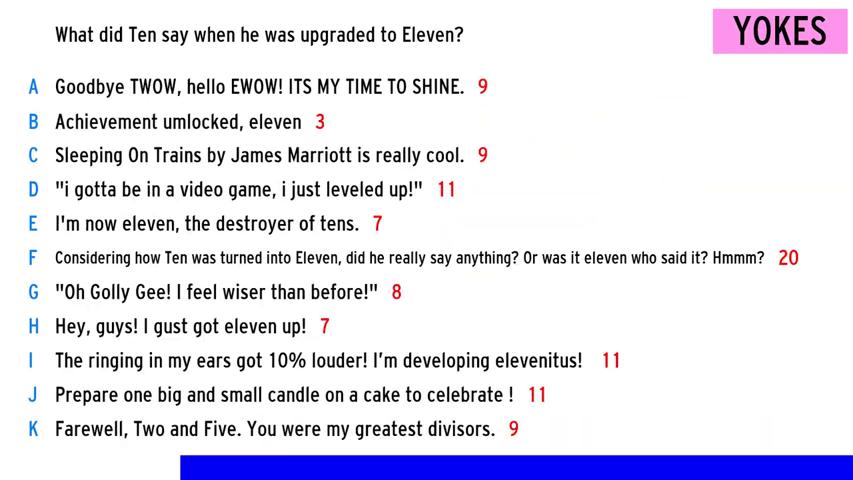 What did Ten say when he was upgraded to Eleven?
YOKES
A Goodbye TWOW, hello EWOW! ITS MY TIME TO SHINE. 9
B Achievement umlocked, eleven 3
C Sleeping On Trains by James Marriott is really cool. 9
D "i gotta be in a video game, i just leveled up!" 11
E I'm now eleven, the destroyer of tens. 7
F Considering how Ten was turned into Eleven, did he really say anything? Or was it eleven who said it? Hmmm? 20
G "Oh Golly Gee! I feel wiser than before!" 8
H Hey, guys! I gust got eleven up! 7
I The ringing in my ears got 10% louder! I’m developing elevenitus! 11
J Prepare one big and small candle on a cake to celebrate ! 11
K Farewell, Two and Five. You were my greatest divisors. 9